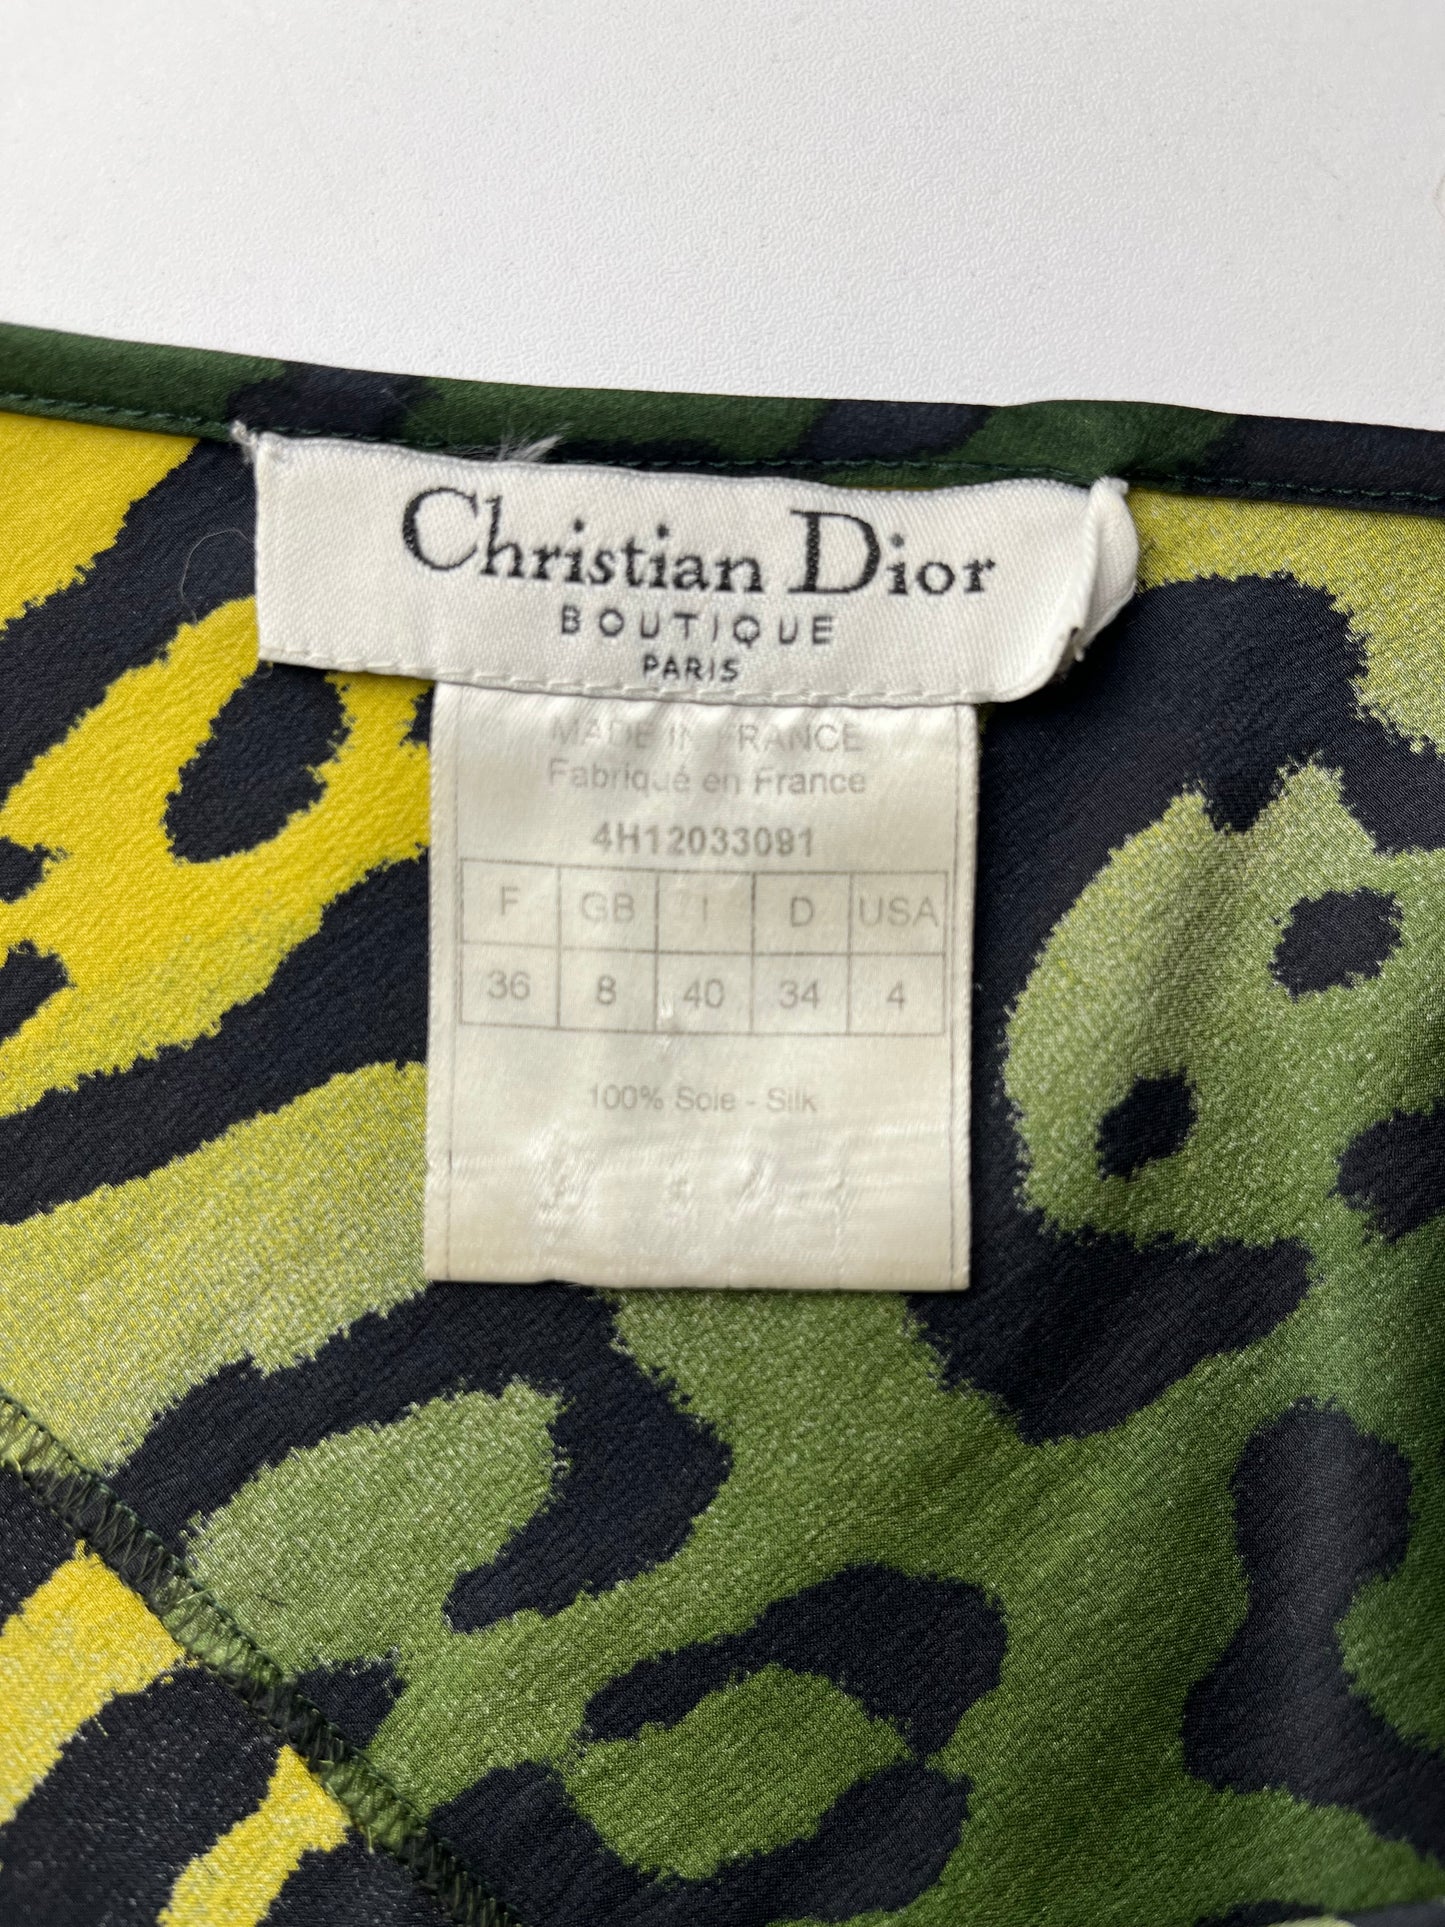 Christian Dior
BOUTIQUE
PARIS
MADE IN FRANCE
Fabriqué en France
4H12033091
F GB I D USA
36 8 40 34 4
100% Soie - Silk